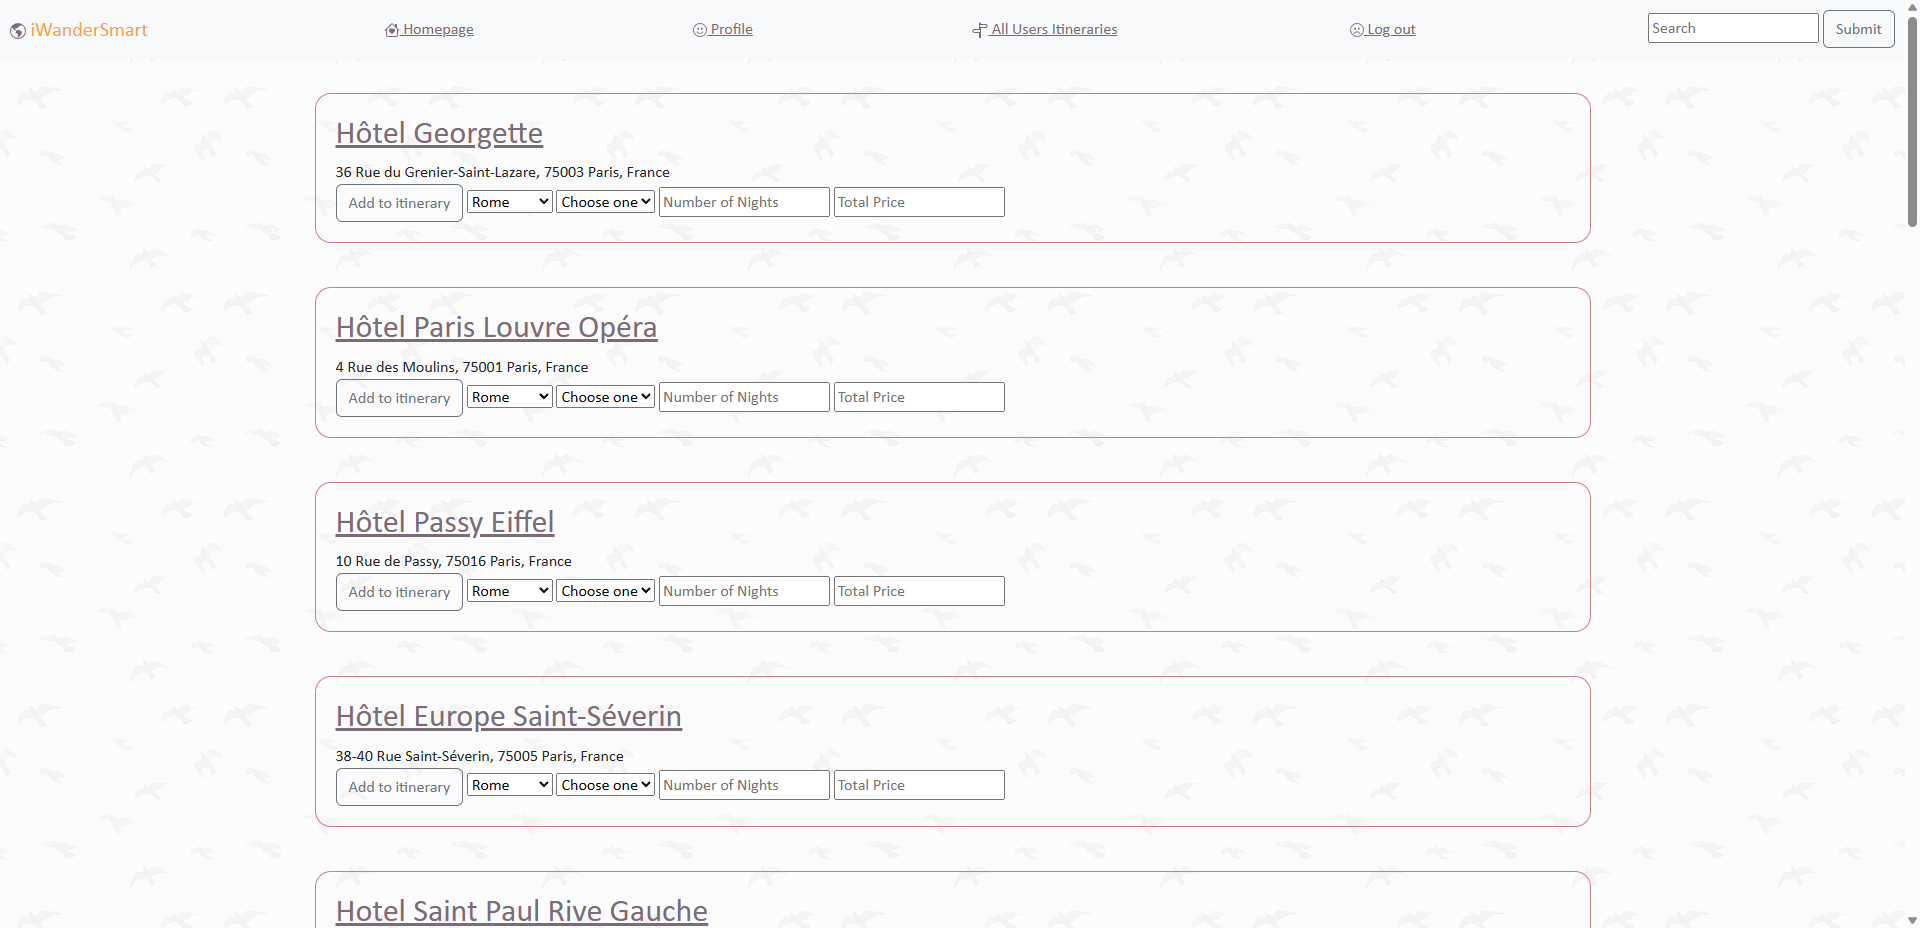 iWanderSmart Homepage Profile All Users Itineraries Log out Search Submit
Hôtel Georgette
36 Rue du Grenier-Saint-Lazare, 75003 Paris, France
Add to itinerary Rome Choose one Number of Nights Total Price
Hôtel Paris Louvre Opéra
4 Rue des Moulins, 75001 Paris, France
Add to itinerary Rome Choose one Number of Nights Total Price
Hôtel Passy Eiffel
10 Rue de Passy, 75016 Paris, France
Add to itinerary Rome Choose one Number of Nights Total Price
Hôtel Europe Saint-Séverin
38-40 Rue Saint-Séverin, 75005 Paris, France
Add to itinerary Rome Choose one Number of Nights Total Price
Hotel Saint Paul Rive Gauche